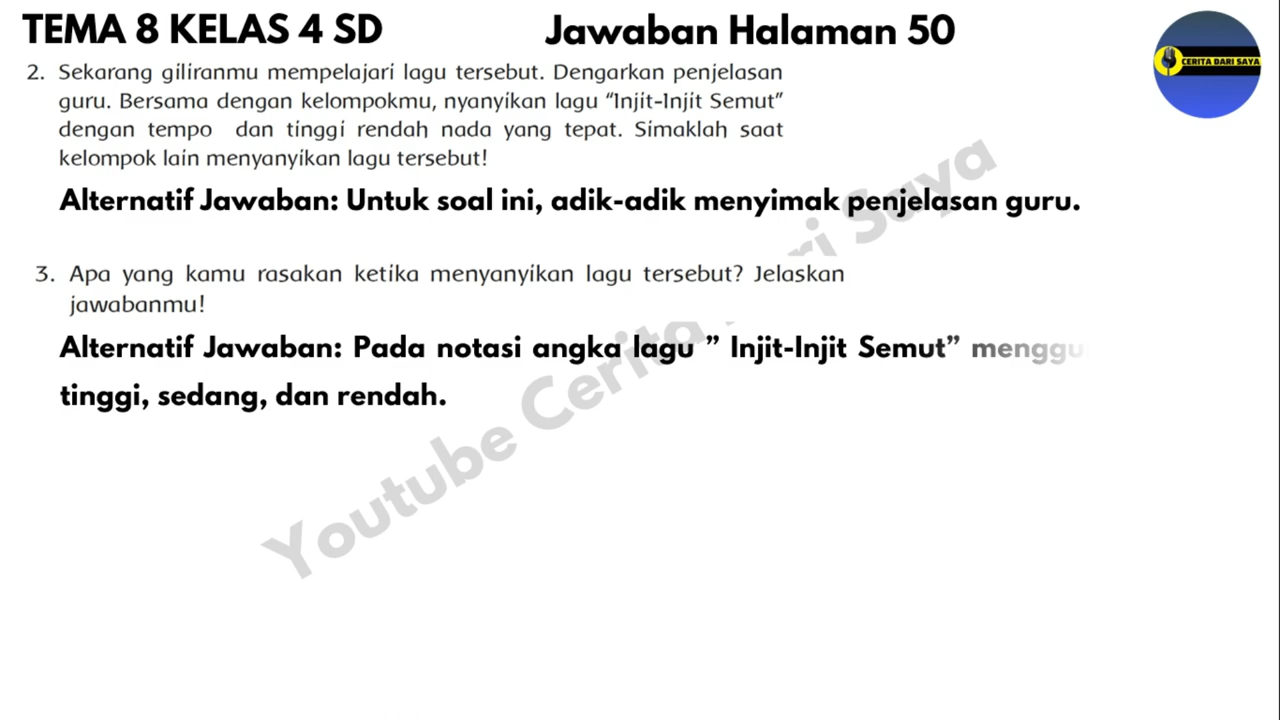 TEMA 8 KELAS 4 SD
Jawaban Halaman 50
CERITA DARI SAYA
2. Sekarang giliranmu mempelajari lagu tersebut. Dengarkan penjelasan
guru. Bersama dengan kelompokmu, nyanyikan lagu “Injit-Injit Semut”
dengan tempo dan tinggi rendah nada yang tepat. Simaklah saat
kelompok lain menyanyikan lagu tersebut!
Alternatif Jawaban: Untuk soal ini, adik-adik menyimak penjelasan guru.
3. Apa yang kamu rasakan ketika menyanyikan lagu tersebut? Jelaskan
jawabanmu!
Alternatif Jawaban: Pada notasi angka lagu ” Injit-Injit Semut”
tinggi, sedang, dan rendah.
Youtube Cerita Saya